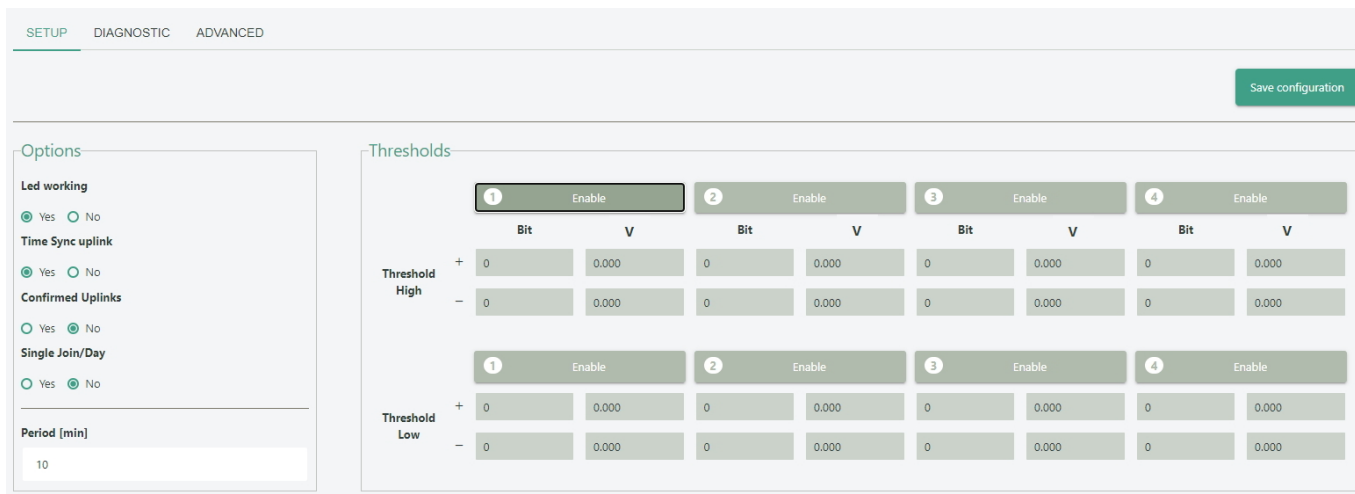 SETUP DIAGNOSTIC ADVANCED
Save configuration
Options
Led working
Yes No
Time Sync uplink
Yes No
Confirmed Uplinks
Yes No
Single Join/Day
Yes No
Period [min]
10
Thresholds
1 Enable 2 Enable 3 Enable 4 Enable
Bit V Bit V Bit V Bit V
Threshold
High
+ 0 0.000 0 0.000 0 0.000 0 0.000
− 0 0.000 0 0.000 0 0.000 0 0.000
1 Enable 2 Enable 3 Enable 4 Enable
Threshold
Low
+ 0 0.000 0 0.000 0 0.000 0 0.000
− 0 0.000 0 0.000 0 0.000 0 0.000